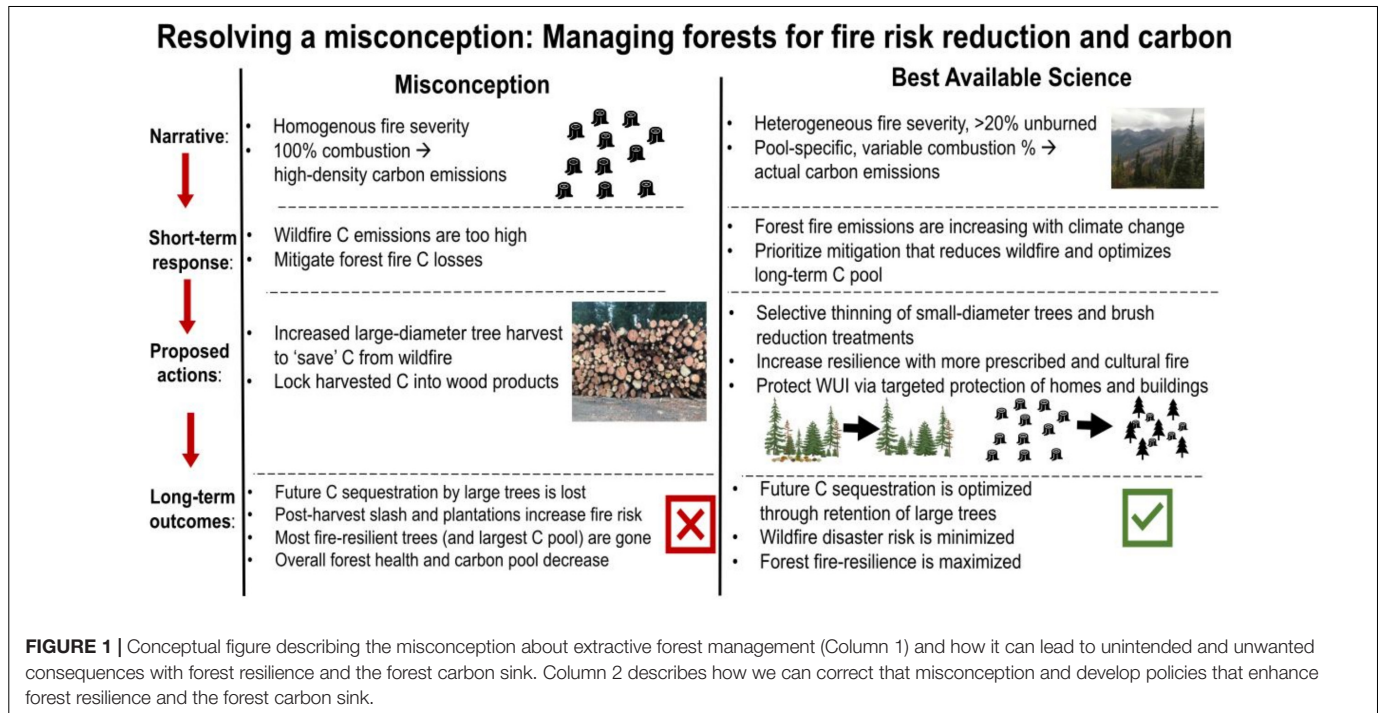 Resolving a misconception: Managing forests for fire risk reduction and carbon
Misconception
Best Available Science
Narrative:
• Homogenous fire severity
• 100% combustion →
high-density carbon emissions
• Heterogeneous fire severity, >20% unburned
• Pool-specific, variable combustion % →
actual carbon emissions
Short-term
response:
• Wildfire C emissions are too high
• Mitigate forest fire C losses
• Forest fire emissions are increasing with climate change
• Prioritize mitigation that reduces wildfire and optimizes
long-term C pool
Proposed
actions:
• Increased large-diameter tree harvest
to ‘save’ C from wildfire
• Lock harvested C into wood products
• Selective thinning of small-diameter trees and brush
reduction treatments
• Increase resilience with more prescribed and cultural fire
• Protect WUI via targeted protection of homes and buildings
Long-term
outcomes:
• Future C sequestration by large trees is lost
• Post-harvest slash and plantations increase fire risk
• Most fire-resilient trees (and largest C pool) are gone
• Overall forest health and carbon pool decrease
• Future C sequestration is optimized
through retention of large trees
• Wildfire disaster risk is minimized
• Forest fire-resilience is maximized
FIGURE 1 | Conceptual figure describing the misconception about extractive forest management (Column 1) and how it can lead to unintended and unwanted
consequences with forest resilience and the forest carbon sink. Column 2 describes how we can correct that misconception and develop policies that enhance
forest resilience and the forest carbon sink.